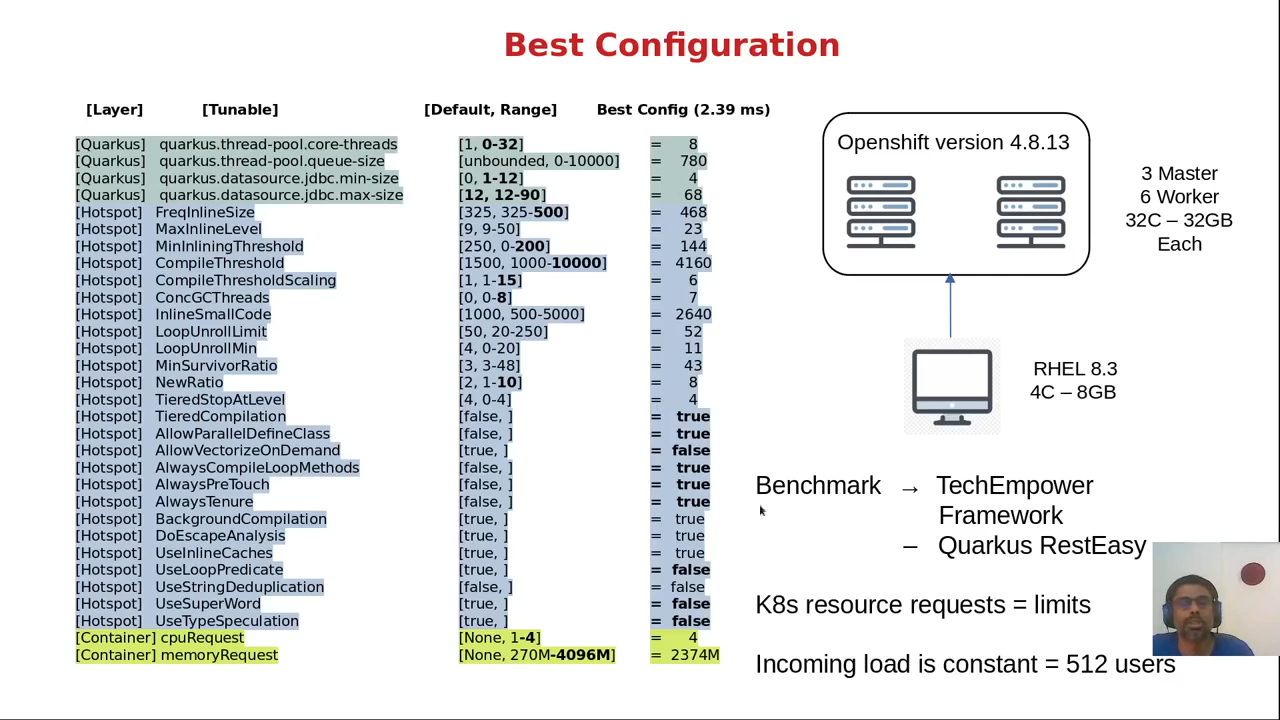 Best Configuration
[Layer] [Tunable] [Default, Range] Best Config (2.39 ms)
[Quarkus] quarkus.thread-pool.core-threads [1, 0-32] = 8
[Quarkus] quarkus.thread-pool.queue-size [unbounded, 0-10000] = 780
[Quarkus] quarkus.datasource.jdbc.min-size [0, 1-12] = 4
[Quarkus] quarkus.datasource.jdbc.max-size [12, 12-90] = 68
[Hotspot] FreqInlineSize [325, 325-500] = 468
[Hotspot] MaxInlineLevel [9, 9-50] = 23
[Hotspot] MinInliningThreshold [250, 0-200] = 144
[Hotspot] CompileThreshold [1500, 1000-10000] = 4160
[Hotspot] CompileThresholdScaling [1, 1-15] = 6
[Hotspot] ConcGCThreads [0, 0-8] = 7
[Hotspot] InlineSmallCode [1000, 500-5000] = 2640
[Hotspot] LoopUnrollLimit [50, 20-250] = 52
[Hotspot] LoopUnrollMin [4, 0-20] = 11
[Hotspot] MinSurvivorRatio [3, 3-48] = 43
[Hotspot] NewRatio [2, 1-10] = 8
[Hotspot] TieredStopAtLevel [4, 0-4] = 4
[Hotspot] TieredCompilation [false, ] = true
[Hotspot] AllowParallelDefineClass [false, ] = true
[Hotspot] AllowVectorizeOnDemand [true, ] = false
[Hotspot] AlwaysCompileLoopMethods [false, ] = true
[Hotspot] AlwaysPreTouch [false, ] = true
[Hotspot] AlwaysTenure [false, ] = true
[Hotspot] BackgroundCompilation [true, ] = true
[Hotspot] DoEscapeAnalysis [true, ] = true
[Hotspot] UseInlineCaches [true, ] = true
[Hotspot] UseLoopPredicate [true, ] = false
[Hotspot] UseStringDeduplication [false, ] = false
[Hotspot] UseSuperWord [true, ] = false
[Hotspot] UseTypeSpeculation [true, ] = false
[Container] cpuRequest [None, 1-4] = 4
[Container] memoryRequest [None, 270M-4096M] = 2374M
Openshift version 4.8.13
3 Master
6 Worker
32C – 32GB
Each
RHEL 8.3
4C – 8GB
Benchmark → TechEmpower
Framework
– Quarkus RestEasy
K8s resource requests = limits
Incoming load is constant = 512 users